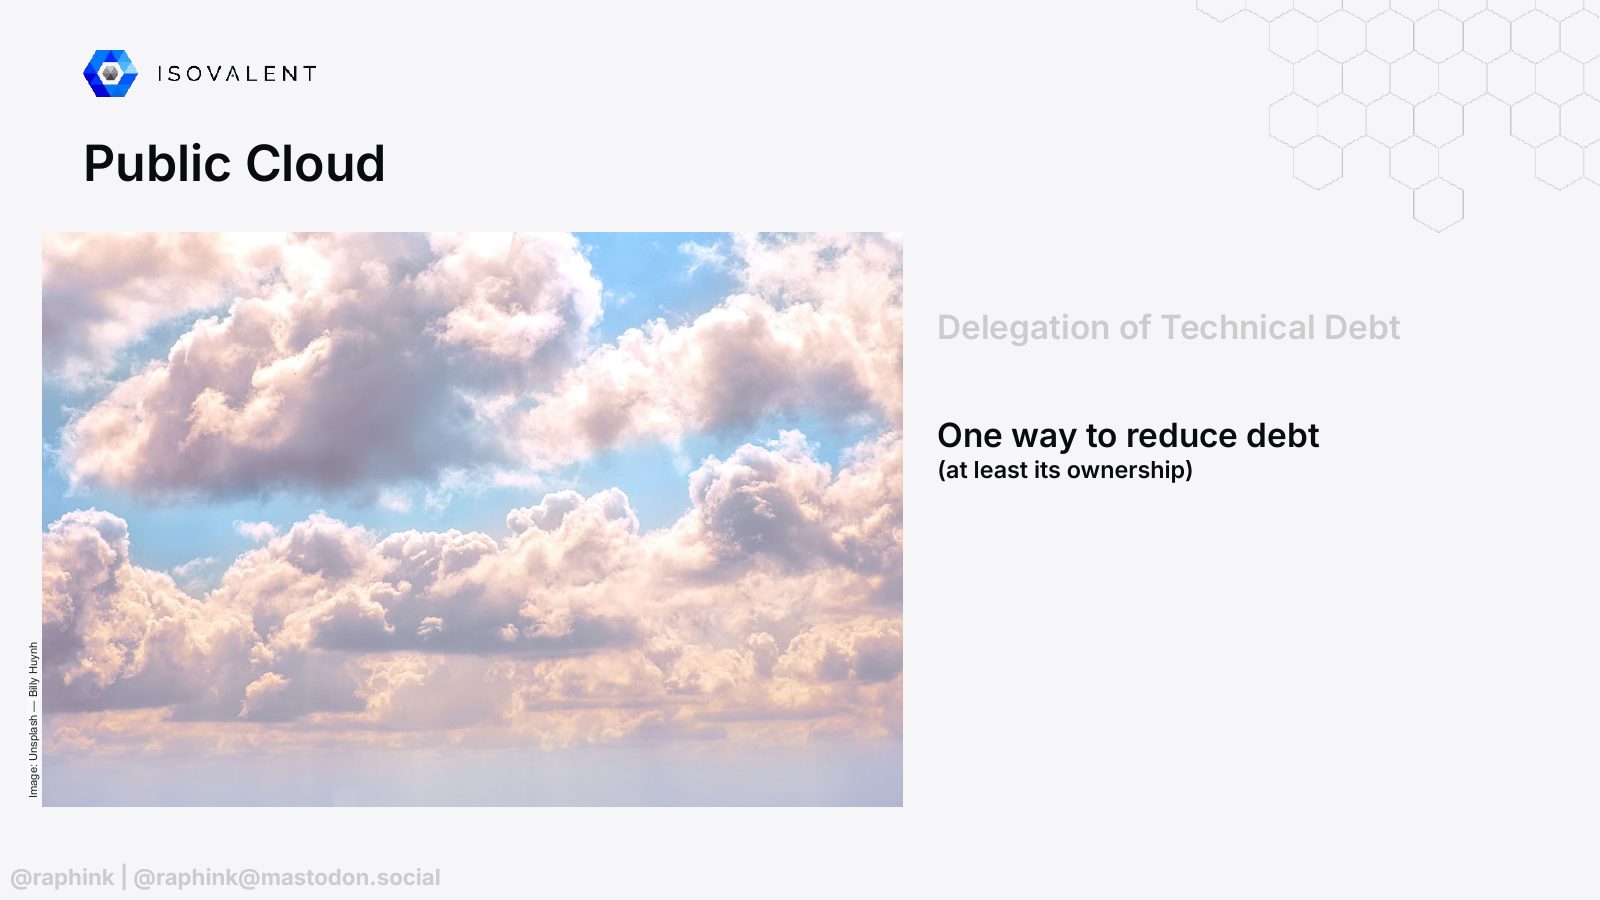 ISOVALENT
Public Cloud
Delegation of Technical Debt
One way to reduce debt
(at least its ownership)
Image: Unsplash — Billy Huynh
@raphink | @raphink@mastodon.social